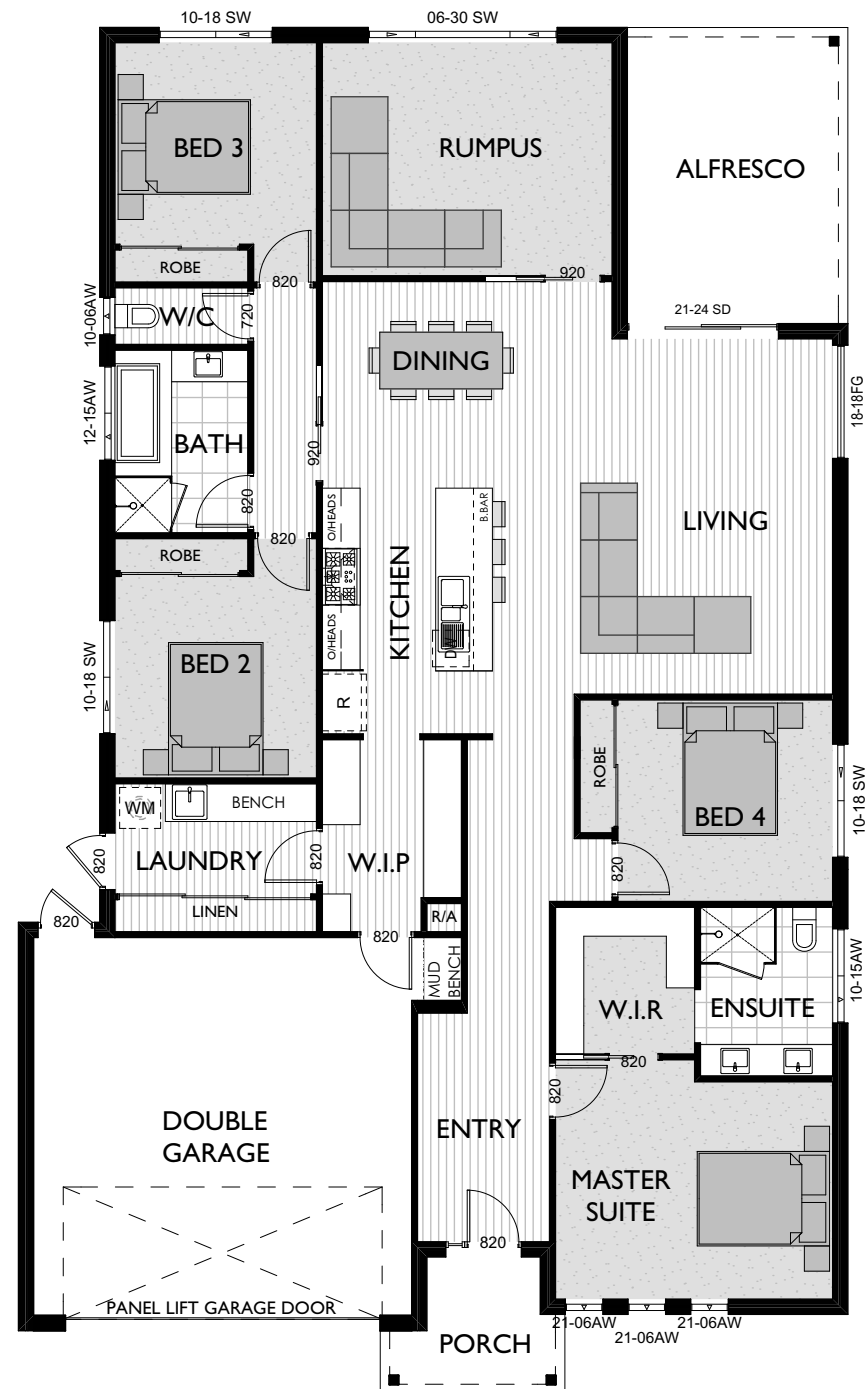 10-18 SW
06-30 SW
BED 3
RUMPUS
ALFRESCO
ROBE
820
920
10-06AW
W/C
720
21-24 SD
DINING
12-15AW
BATH
920
18-18FG
820
O/HEADS
B.BAR
LIVING
820
ROBE
KITCHEN
O/HEADS
DW
BED 2
10-18 SW
R
ROBE
BED 4
10-18 SW
WM
BENCH
820
LAUNDRY
820
W.I.P
820
LINEN
R/A
820
820
MUD
BENCH
W.I.R
ENSUITE
10-15AW
820
820
DOUBLE
GARAGE
ENTRY
MASTER
SUITE
820
PANEL LIFT GARAGE DOOR
PORCH
21-06AW
21-06AW
21-06AW